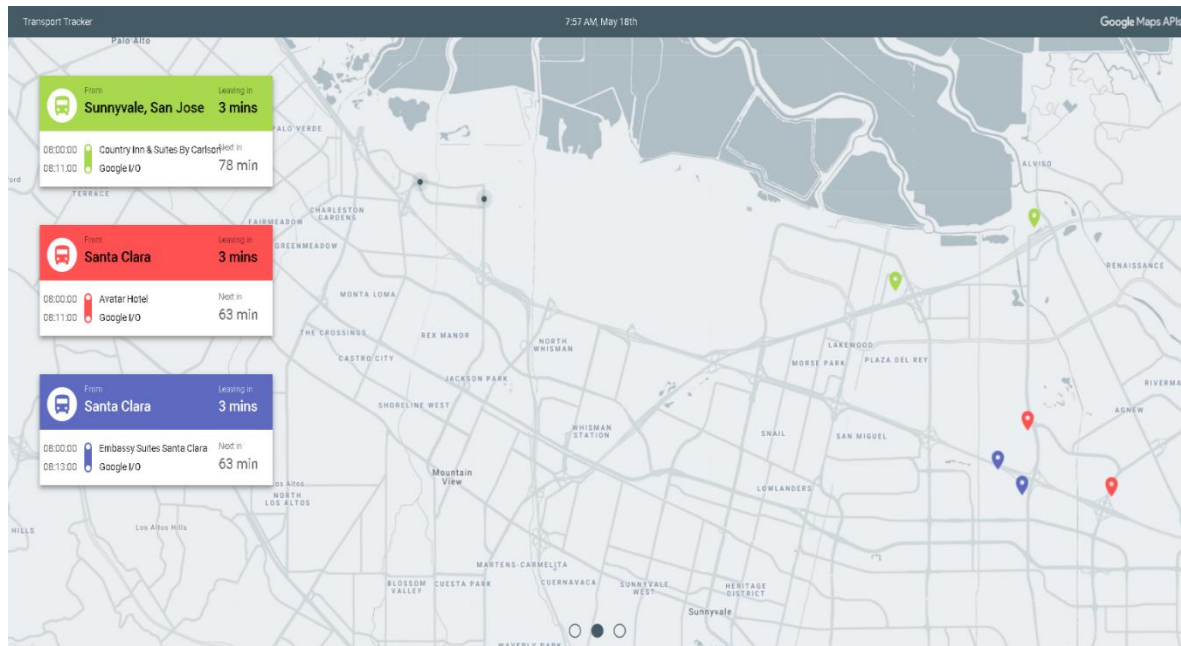 Transport Tracker
7:57 AM, May 18th
Google Maps APIs
From
Leaving in
Sunnyvale, San Jose
3 mins
08:00:00
Country Inn & Suites By Carlson
Next in
08:11:00
Google I/O
78 min
From
Leaving in
Santa Clara
3 mins
08:00:00
Avatar Hotel
Next in
08:11:00
Google I/O
63 min
From
Leaving in
Santa Clara
3 mins
08:00:00
Embassy Suites Santa Clara
Next in
08:13:00
Google I/O
63 min
Palo Alto
PALO VERDE
TERRACE
CHARLESTON
GARDENS
FAIRMEADOW
GREENMEADOW
MONTA LOMA
THE CROSSINGS
REX MANOR
CASTRO CITY
NORTH
WHISMAN
JACKSON PARK
SHORELINE WEST
WHISMAN
STATION
Mountain
View
Los Altos
NORTH
LOS ALTOS
HILLS
Los Altos Hills
MARTENS-CARMELITA
BLOSSOM
VALLEY
CUESTA PARK
CUERNAVACA
SUNNYVALE
WEST
HERITAGE
DISTRICT
Sunnyvale
WAVERLY PARK
ALVISO
RENAISSANCE
LAKEWOOD
MORSE PARK
PLAZA DEL REY
RIVERMA
AGNEW
SNAIL
SAN MIGUEL
LOWLANDERS